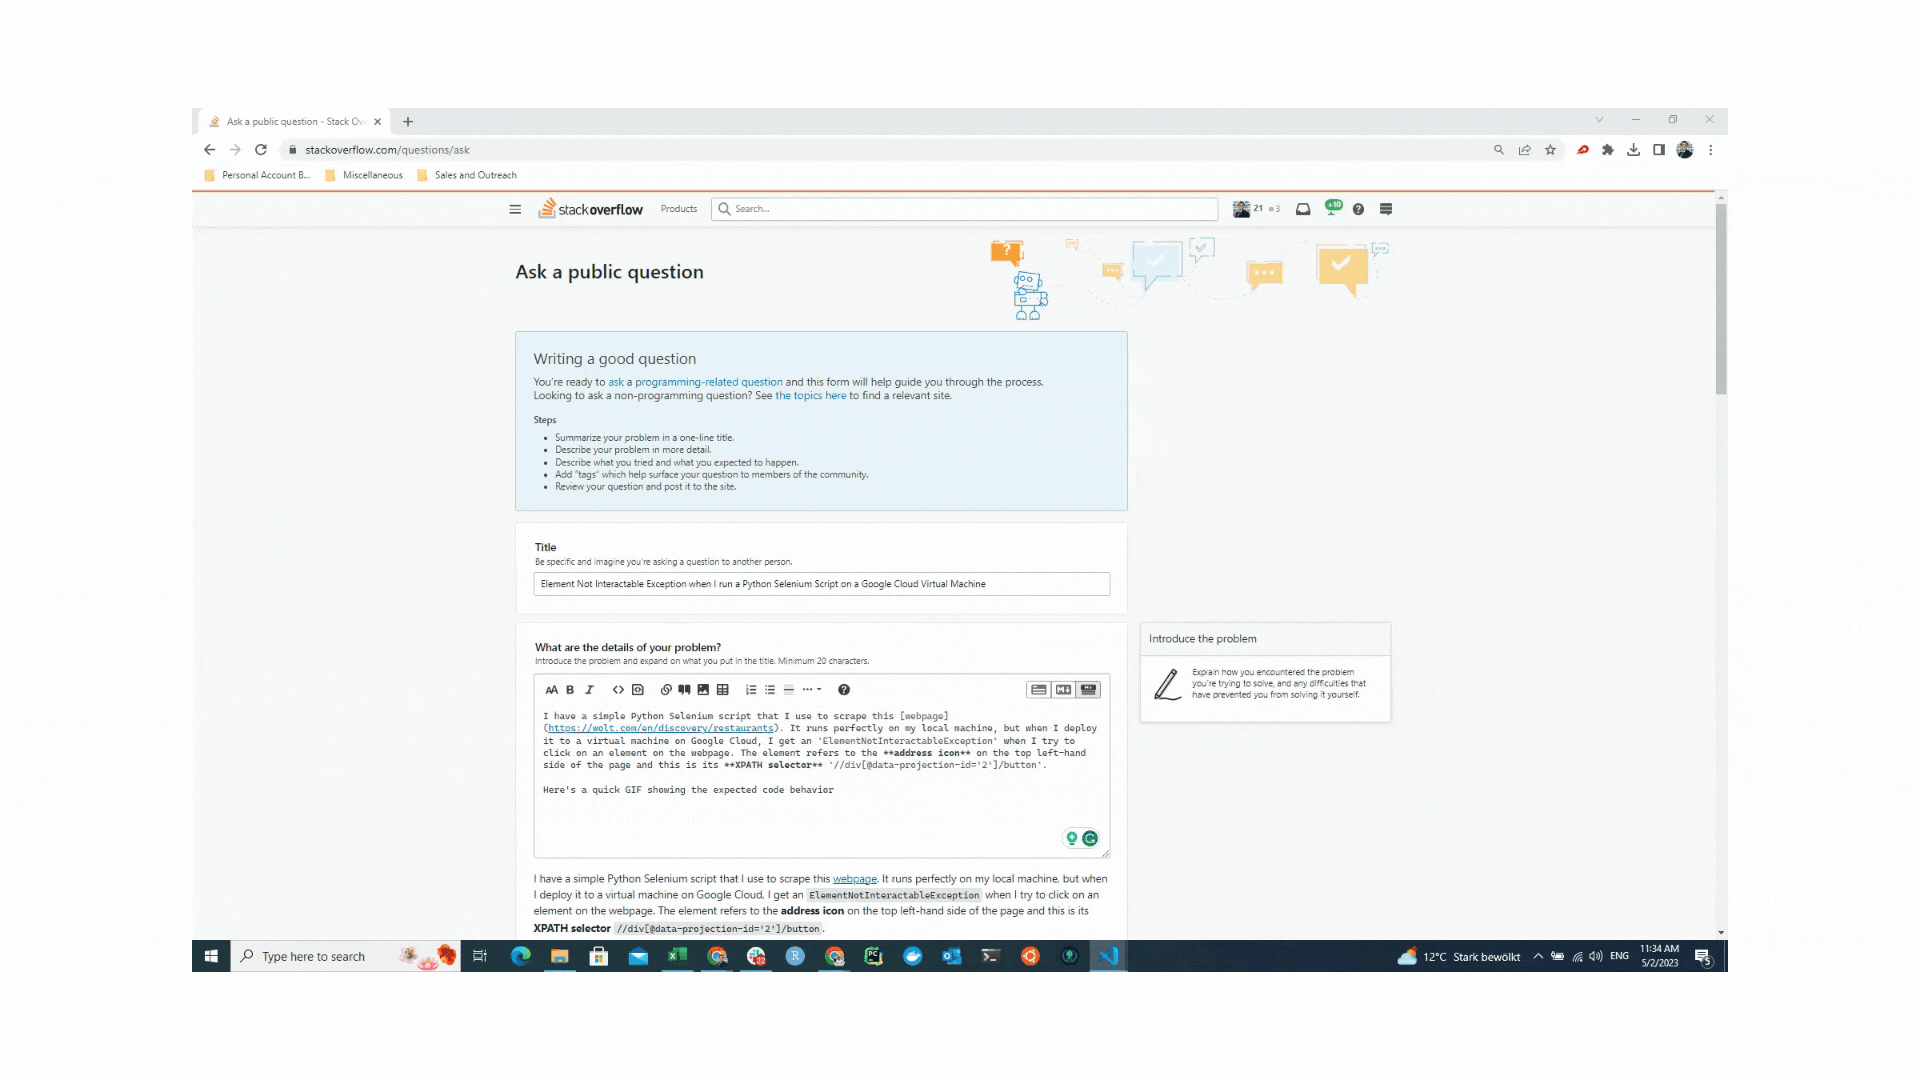 Ask a public question - Stack Ov
stackoverflow.com/questions/ask
Personal Account B...
Miscellaneous
Sales and Outreach
stackoverflow
Products
Search...
21
3
+10
Ask a public question
Writing a good question
You're ready to ask a programming-related question and this form will help guide you through the process.
Looking to ask a non-programming question? See the topics here to find a relevant site.
Steps
Summarize your problem in a one-line title.
Describe your problem in more detail.
Describe what you tried and what you expected to happen.
Add "tags" which help surface your question to members of the community.
Review your question and post it to the site.
Title
Be specific and imagine you're asking a question to another person.
Element Not Interactable Exception when I run a Python Selenium Script on a Google Cloud Virtual Machine
What are the details of your problem?
Introduce the problem and expand on what you put in the title. Minimum 20 characters.
I have a simple Python Selenium script that I use to scrape this [webpage]
(https://wolt.com/en/discovery/restaurants). It runs perfectly on my local machine, but when I deploy
it to a virtual machine on Google Cloud, I get an `ElementNotInteractableException` when I try to
click on an element on the webpage. The element refers to the **address icon** on the top left-hand
side of the page and this is its **XPATH selector** `//div[@data-projection-id='2']/button`.
Here's a quick GIF showing the expected code behavior
Introduce the problem
Explain how you encountered the problem
you're trying to solve, and any difficulties that
have prevented you from solving it yourself.
I have a simple Python Selenium script that I use to scrape this webpage. It runs perfectly on my local machine, but when
I deploy it to a virtual machine on Google Cloud, I get an ElementNotInteractableException when I try to click on an
element on the webpage. The element refers to the address icon on the top left-hand side of the page and this is its
XPATH selector //div[@data-projection-id='2']/button.
Type here to search
12°C Stark bewölkt
ENG
11:34 AM
5/2/2023
5